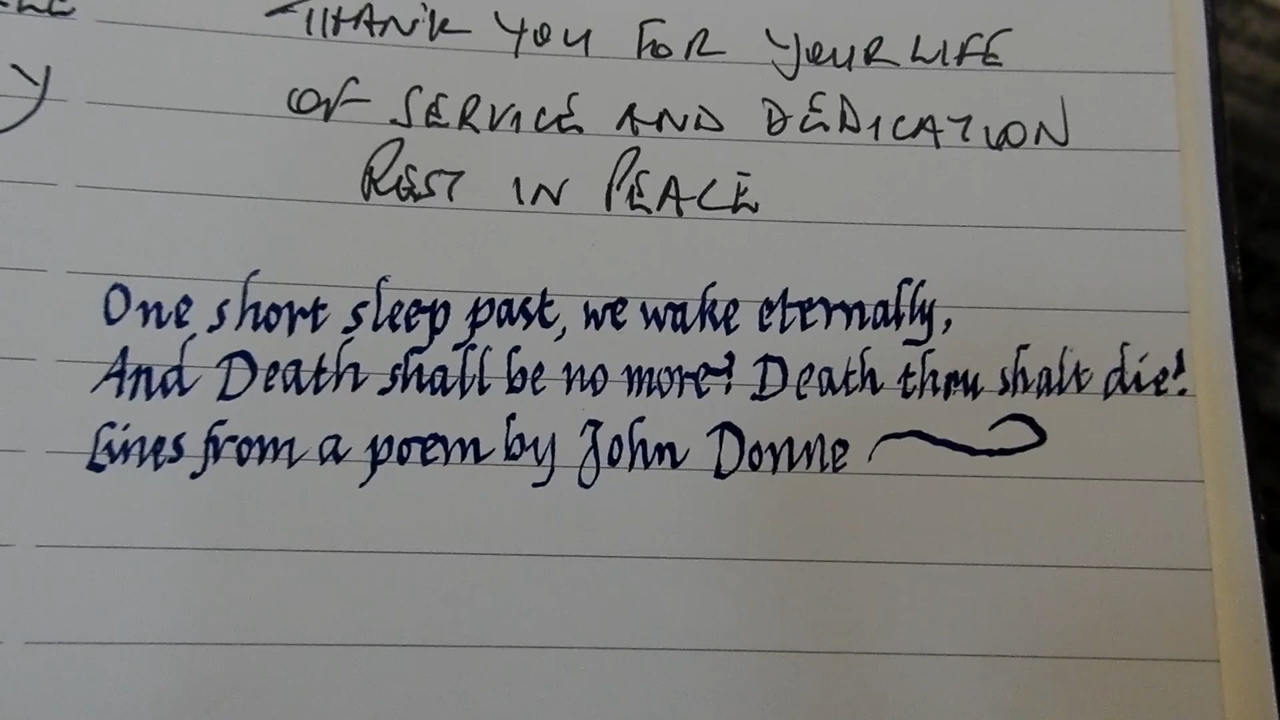 THANK YOU FOR YOUR LIFE
OF SERVICE AND DEDICATION
REST IN PEACE
One short sleep past, we wake eternally,
And Death shall be no more! Death thou shalt die!
Lines from a poem by John Donne